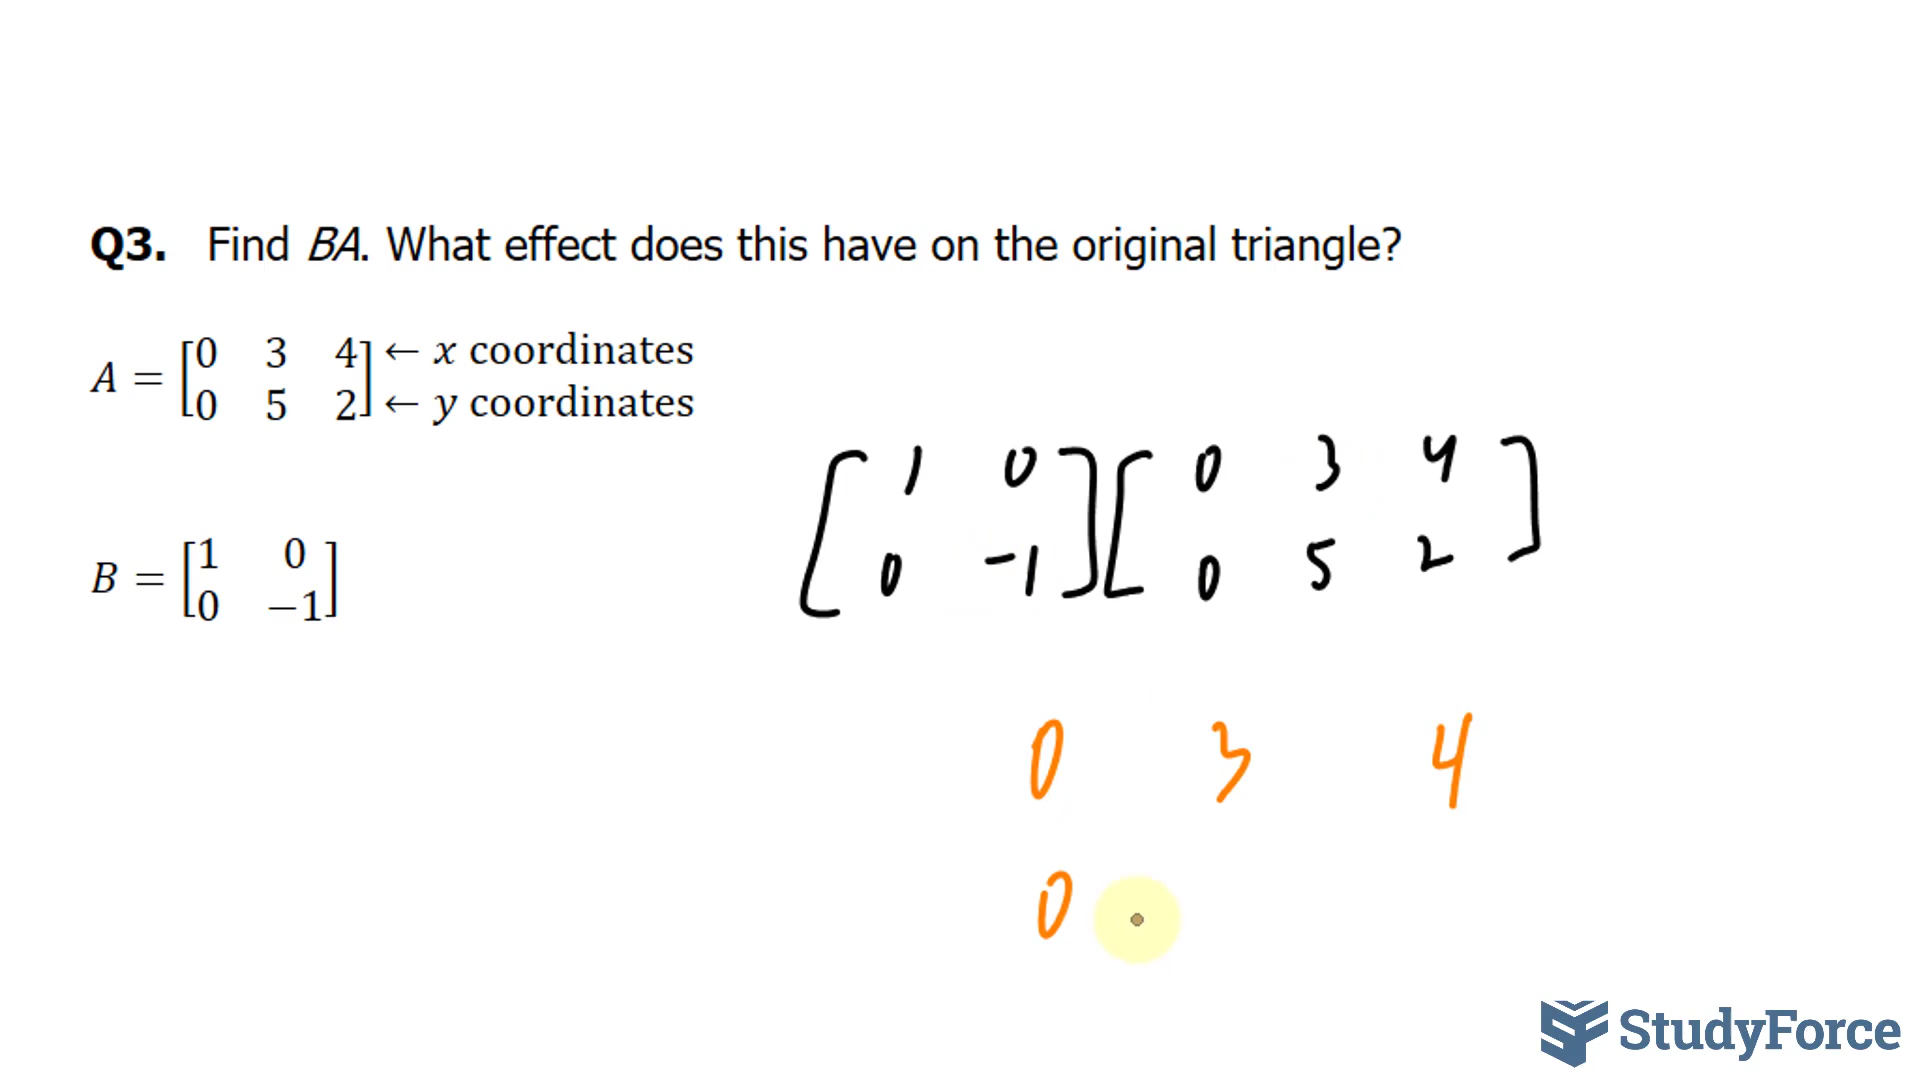 Q3. Find BA. What effect does this have on the original triangle?
A = [0 3 4] ← x coordinates
[0 5 2] ← y coordinates
B = [1 0]
[0 −1]
[1 0] [0 3 4]
[0 -1] [0 5 2]
0 3 4
0
StudyForce